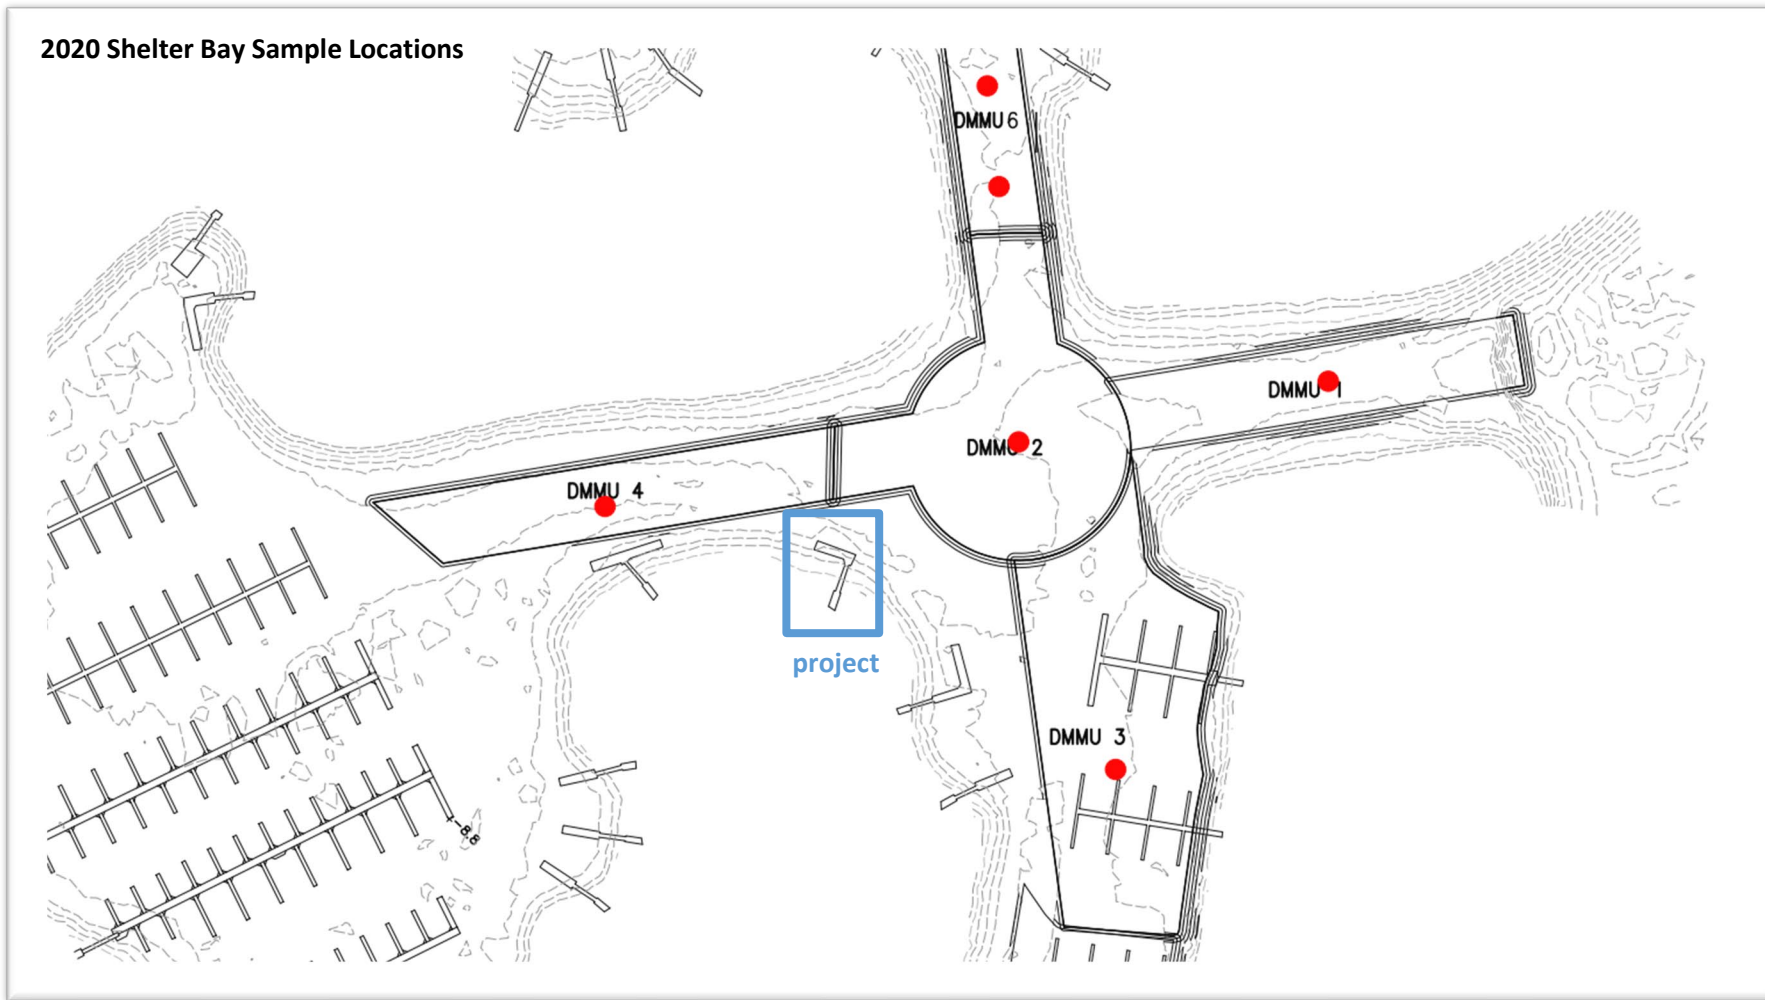 2020 Shelter Bay Sample Locations
DMMU 6
DMMU 1
DMMU 2
DMMU 4
project
DMMU 3
-8.8